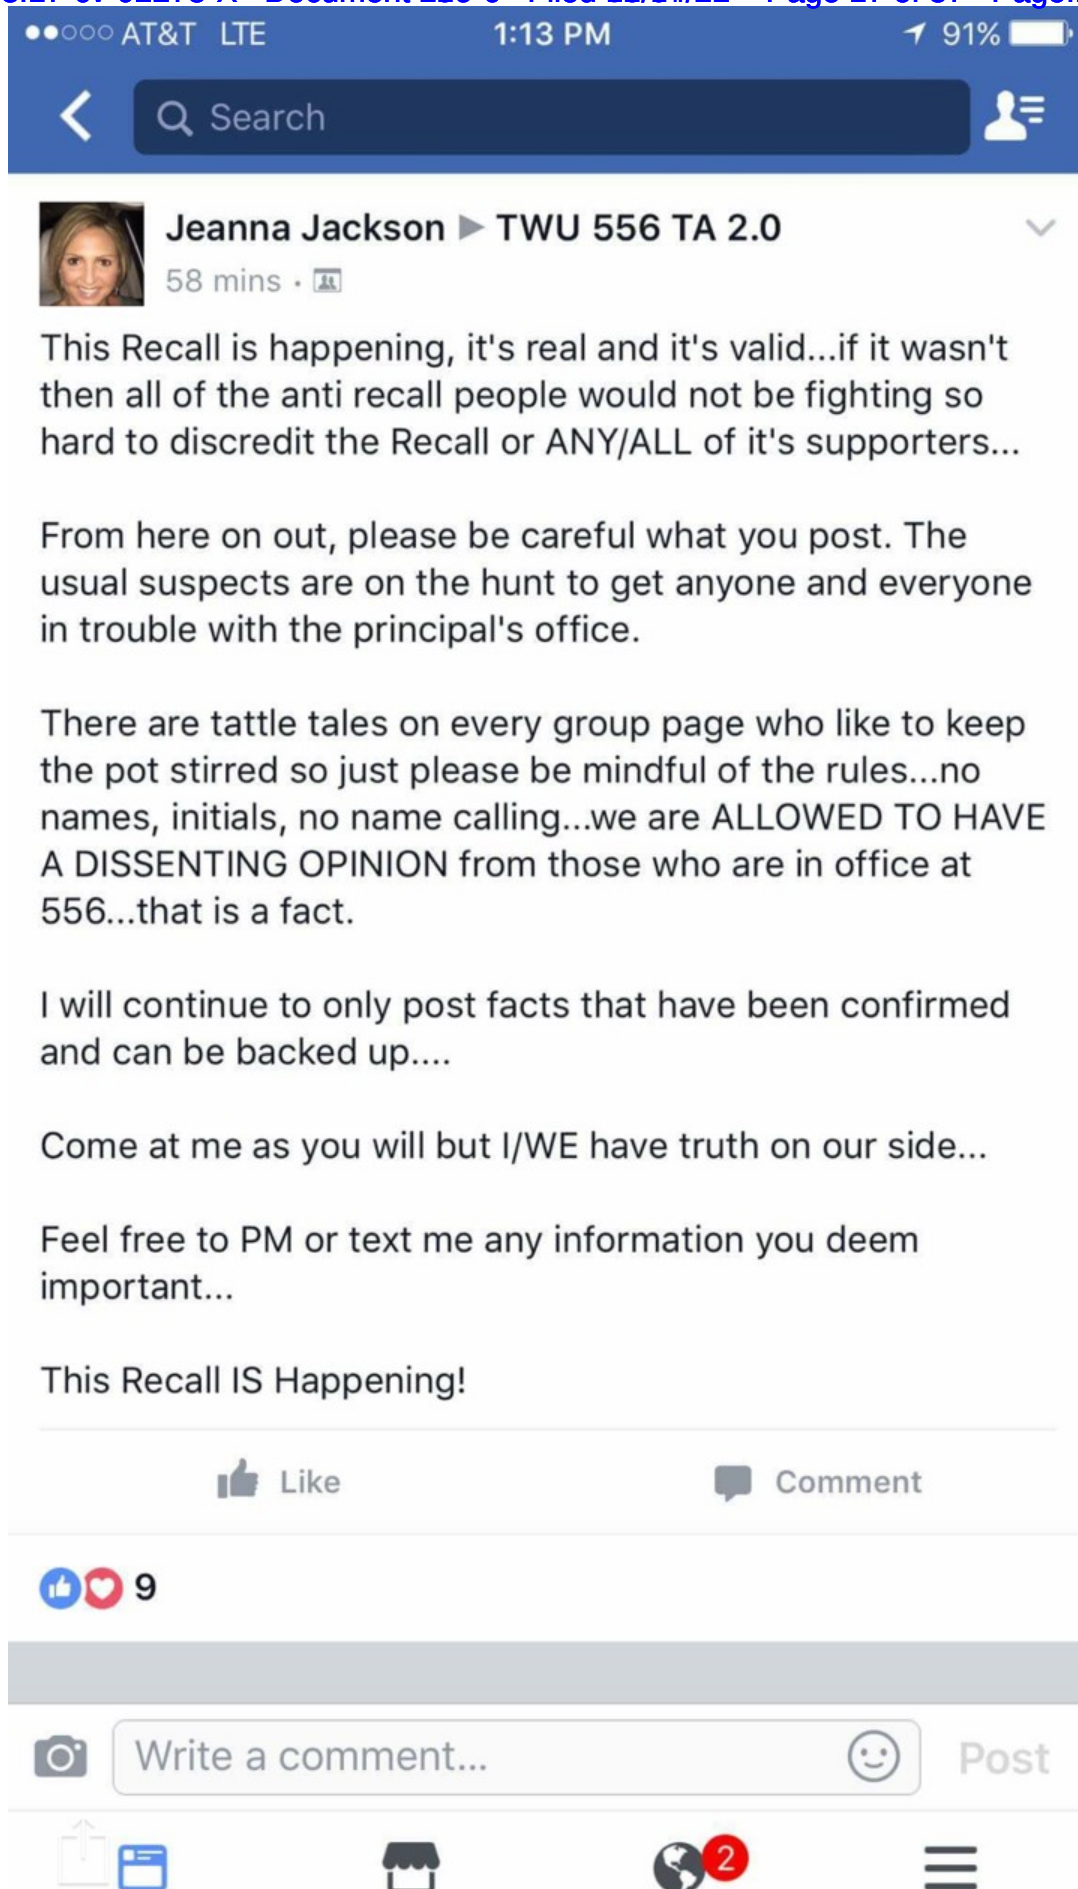 AT&T LTE 1:13 PM 91%
Search
Jeanna Jackson ▶ TWU 556 TA 2.0
58 mins ·
This Recall is happening, it's real and it's valid...if it wasn't
then all of the anti recall people would not be fighting so
hard to discredit the Recall or ANY/ALL of it's supporters...
From here on out, please be careful what you post. The
usual suspects are on the hunt to get anyone and everyone
in trouble with the principal's office.
There are tattle tales on every group page who like to keep
the pot stirred so just please be mindful of the rules...no
names, initials, no name calling...we are ALLOWED TO HAVE
A DISSENTING OPINION from those who are in office at
556...that is a fact.
I will continue to only post facts that have been confirmed
and can be backed up....
Come at me as you will but I/WE have truth on our side...
Feel free to PM or text me any information you deem
important...
This Recall IS Happening!
Like Comment
9
Write a comment... Post
2